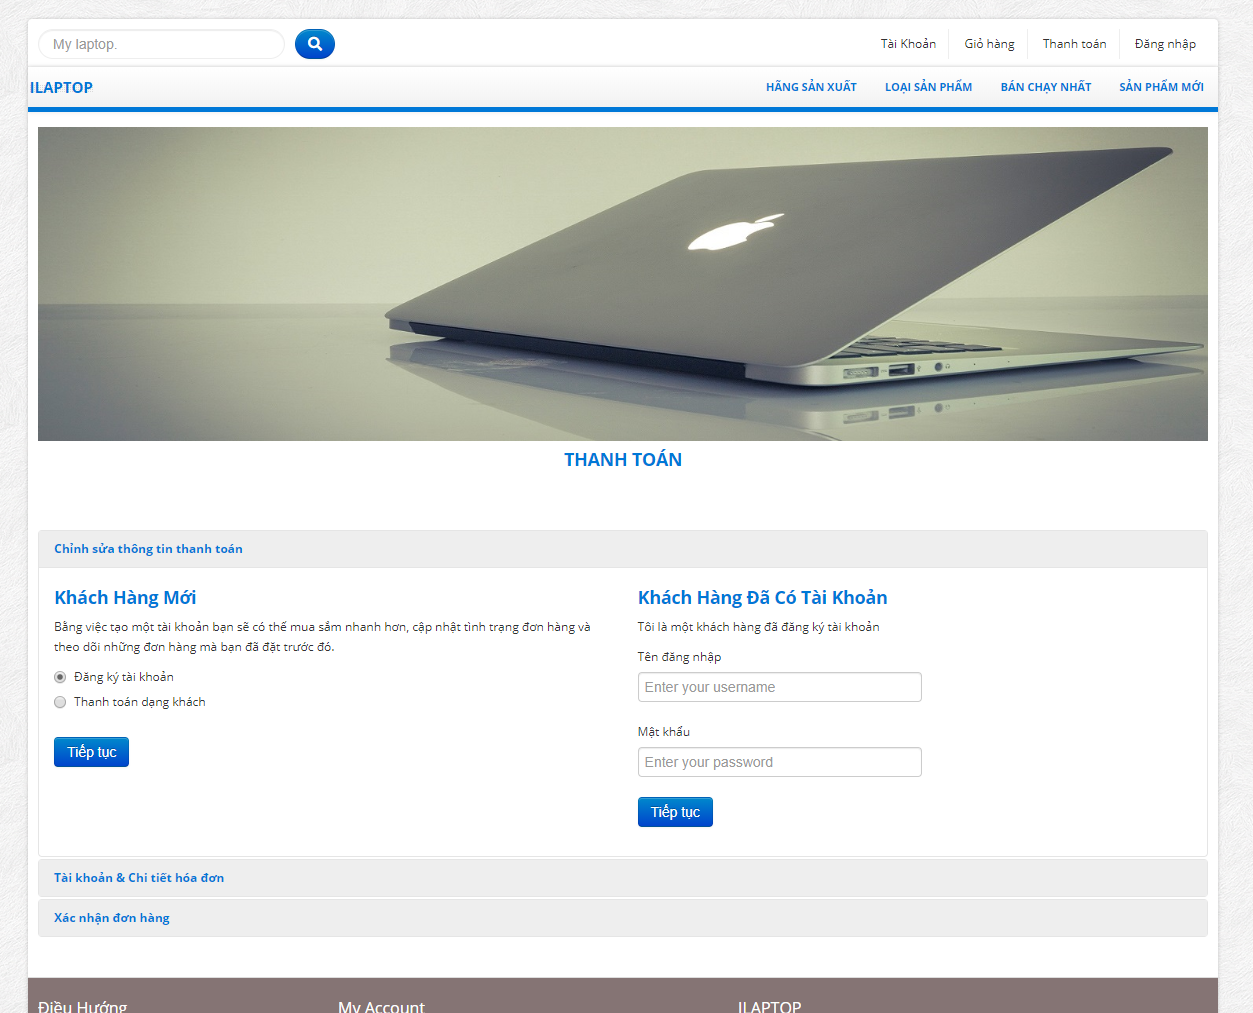 My laptop.
Tài Khoản
Giỏ hàng
Thanh toán
Đăng nhập
ILAPTOP
HÃNG SẢN XUẤT
LOẠI SẢN PHẨM
BÁN CHẠY NHẤT
SẢN PHẨM MỚI
THANH TOÁN
Chỉnh sửa thông tin thanh toán
Khách Hàng Mới
Bằng việc tạo một tài khoản bạn sẽ có thể mua sắm nhanh hơn, cập nhật tình trạng đơn hàng và
theo dõi những đơn hàng mà bạn đã đặt trước đó.
Đăng ký tài khoản
Thanh toán dạng khách
Tiếp tục
Khách Hàng Đã Có Tài Khoản
Tôi là một khách hàng đã đăng ký tài khoản
Tên đăng nhập
Enter your username
Mật khẩu
Enter your password
Tiếp tục
Tài khoản & Chi tiết hóa đơn
Xác nhận đơn hàng
Điều Hướng
My Account
ILAPTOP